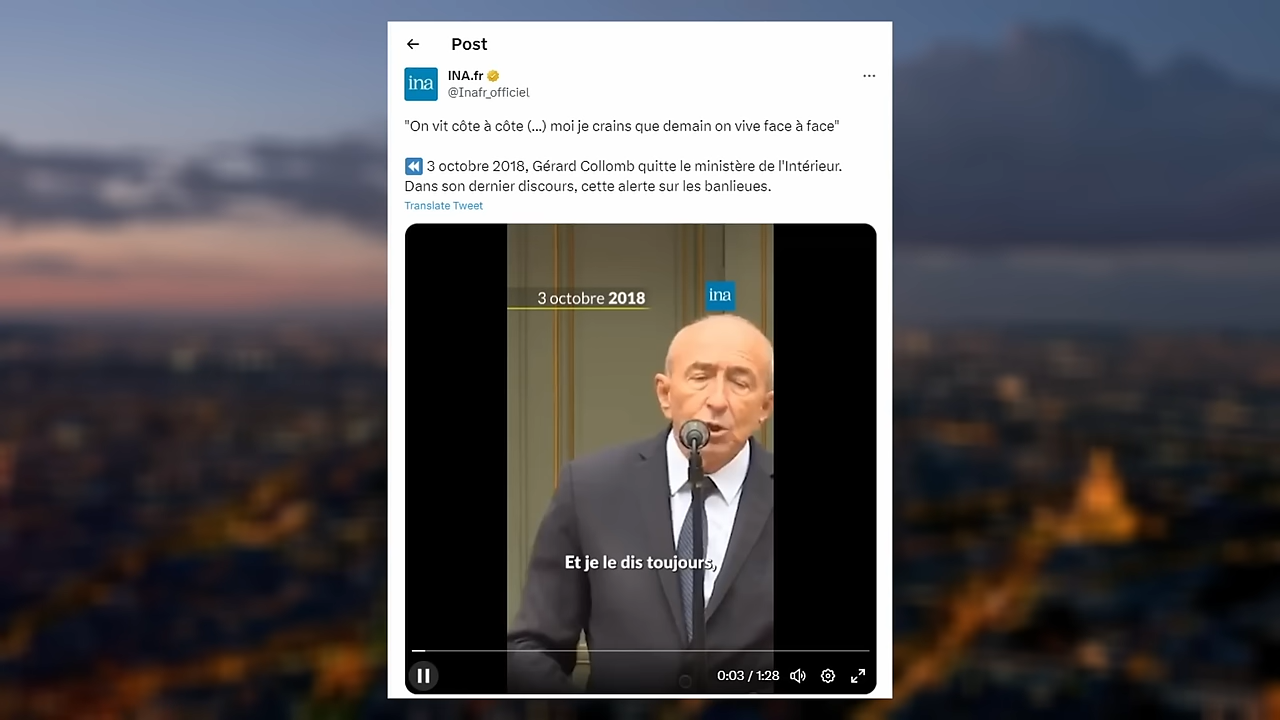 Post
ina
INA.fr
@Inafr_officiel
"On vit côte à côte (...) moi je crains que demain on vive face à face"
3 octobre 2018, Gérard Collomb quitte le ministère de l'Intérieur.
Dans son dernier discours, cette alerte sur les banlieues.
Translate Tweet
3 octobre 2018
ina
Et je le dis toujours,
0:03 / 1:28